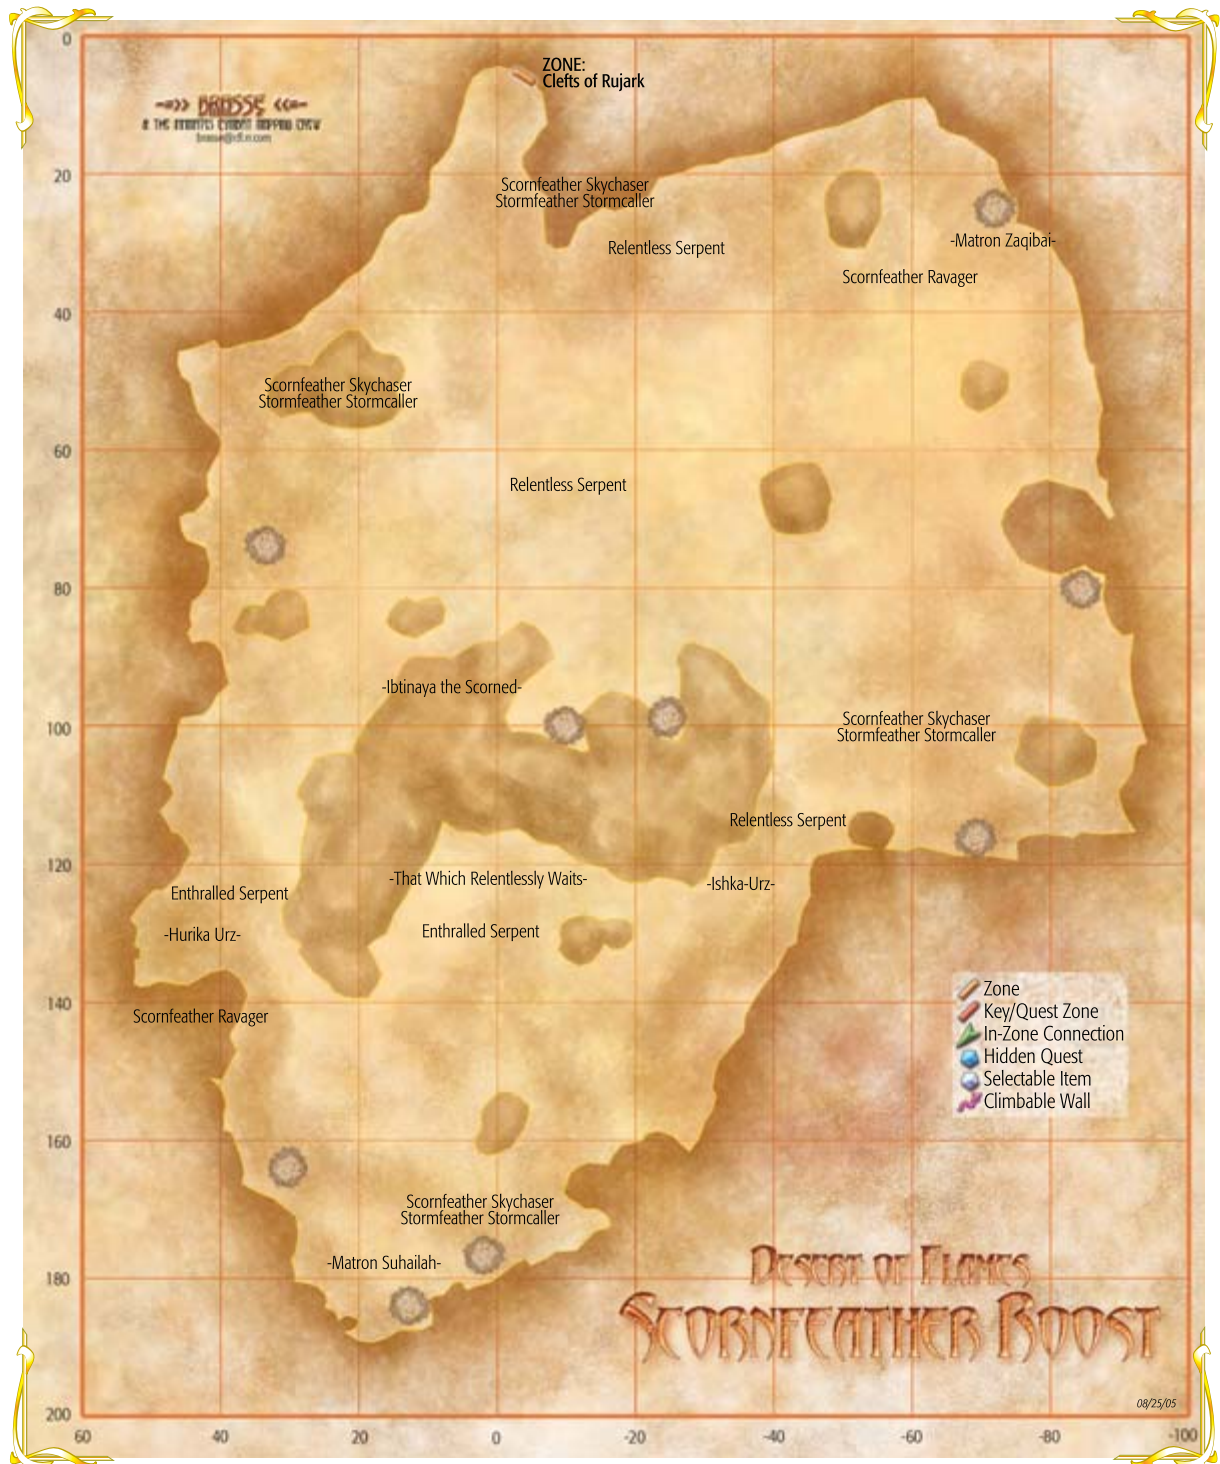 0
ZONE:
Clefts of Rujark
BRASSE
20
Scornfeather Skychaser
Stormfeather Stormcaller
Relentless Serpent
-Matron Zaqibai-
Scornfeather Ravager
40
Scornfeather Skychaser
Stormfeather Stormcaller
60
Relentless Serpent
80
-Ibtinaya the Scorned-
100
Scornfeather Skychaser
Stormfeather Stormcaller
Relentless Serpent
120
-That Which Relentlessly Waits-
-Ishka-Urz-
Enthralled Serpent
-Hurika Urz-
Enthralled Serpent
140
Scornfeather Ravager
Zone
Key/Quest Zone
In-Zone Connection
Hidden Quest
Selectable Item
Climbable Wall
160
Scornfeather Skychaser
Stormfeather Stormcaller
-Matron Suhailah-
180
DESERT OF FLAMES
SCORNFEATHER ROOST
08/25/05
200
60 40 20 0 -20 -40 -60 -80 -100